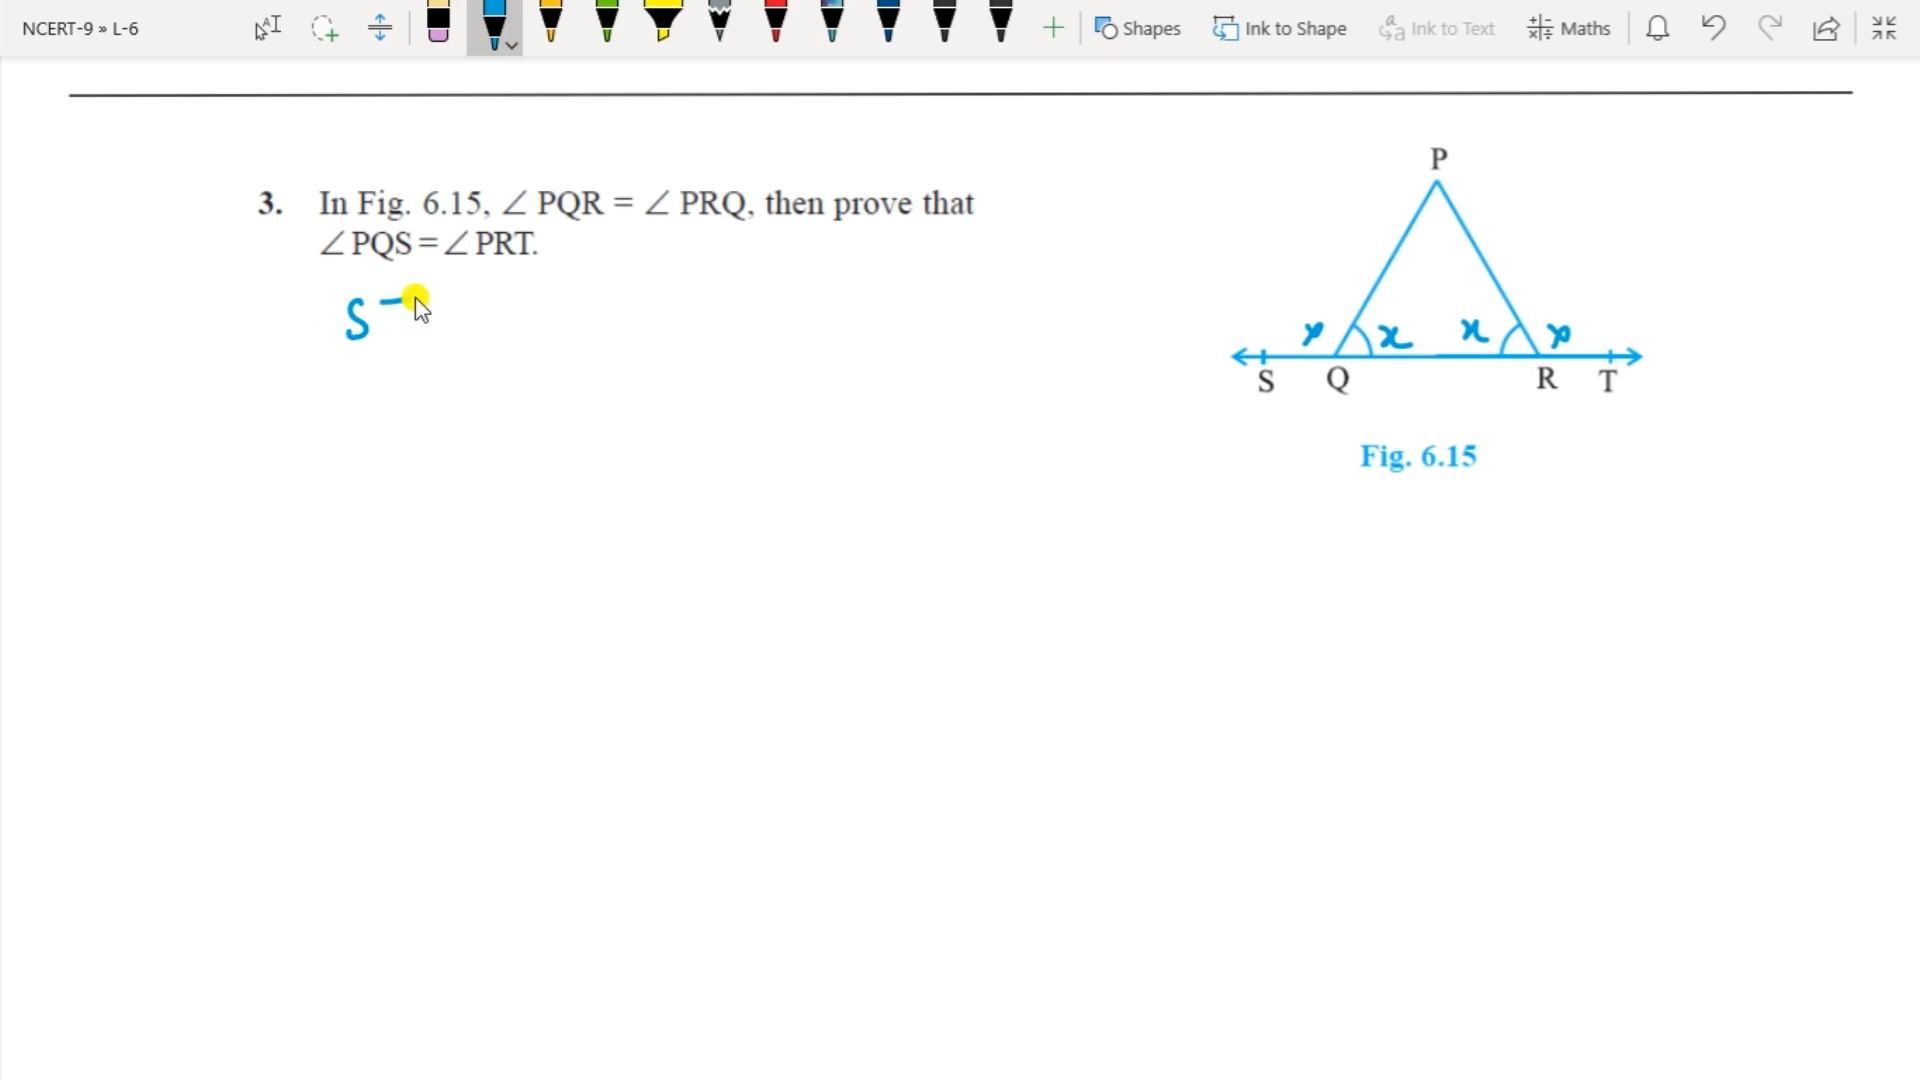 NCERT-9 » L-6
Shapes
Ink to Shape
Ink to Text
Maths
3. In Fig. 6.15, ∠ PQR = ∠ PRQ, then prove that
∠ PQS = ∠ PRT.
S
P
x x
S Q R T
Fig. 6.15